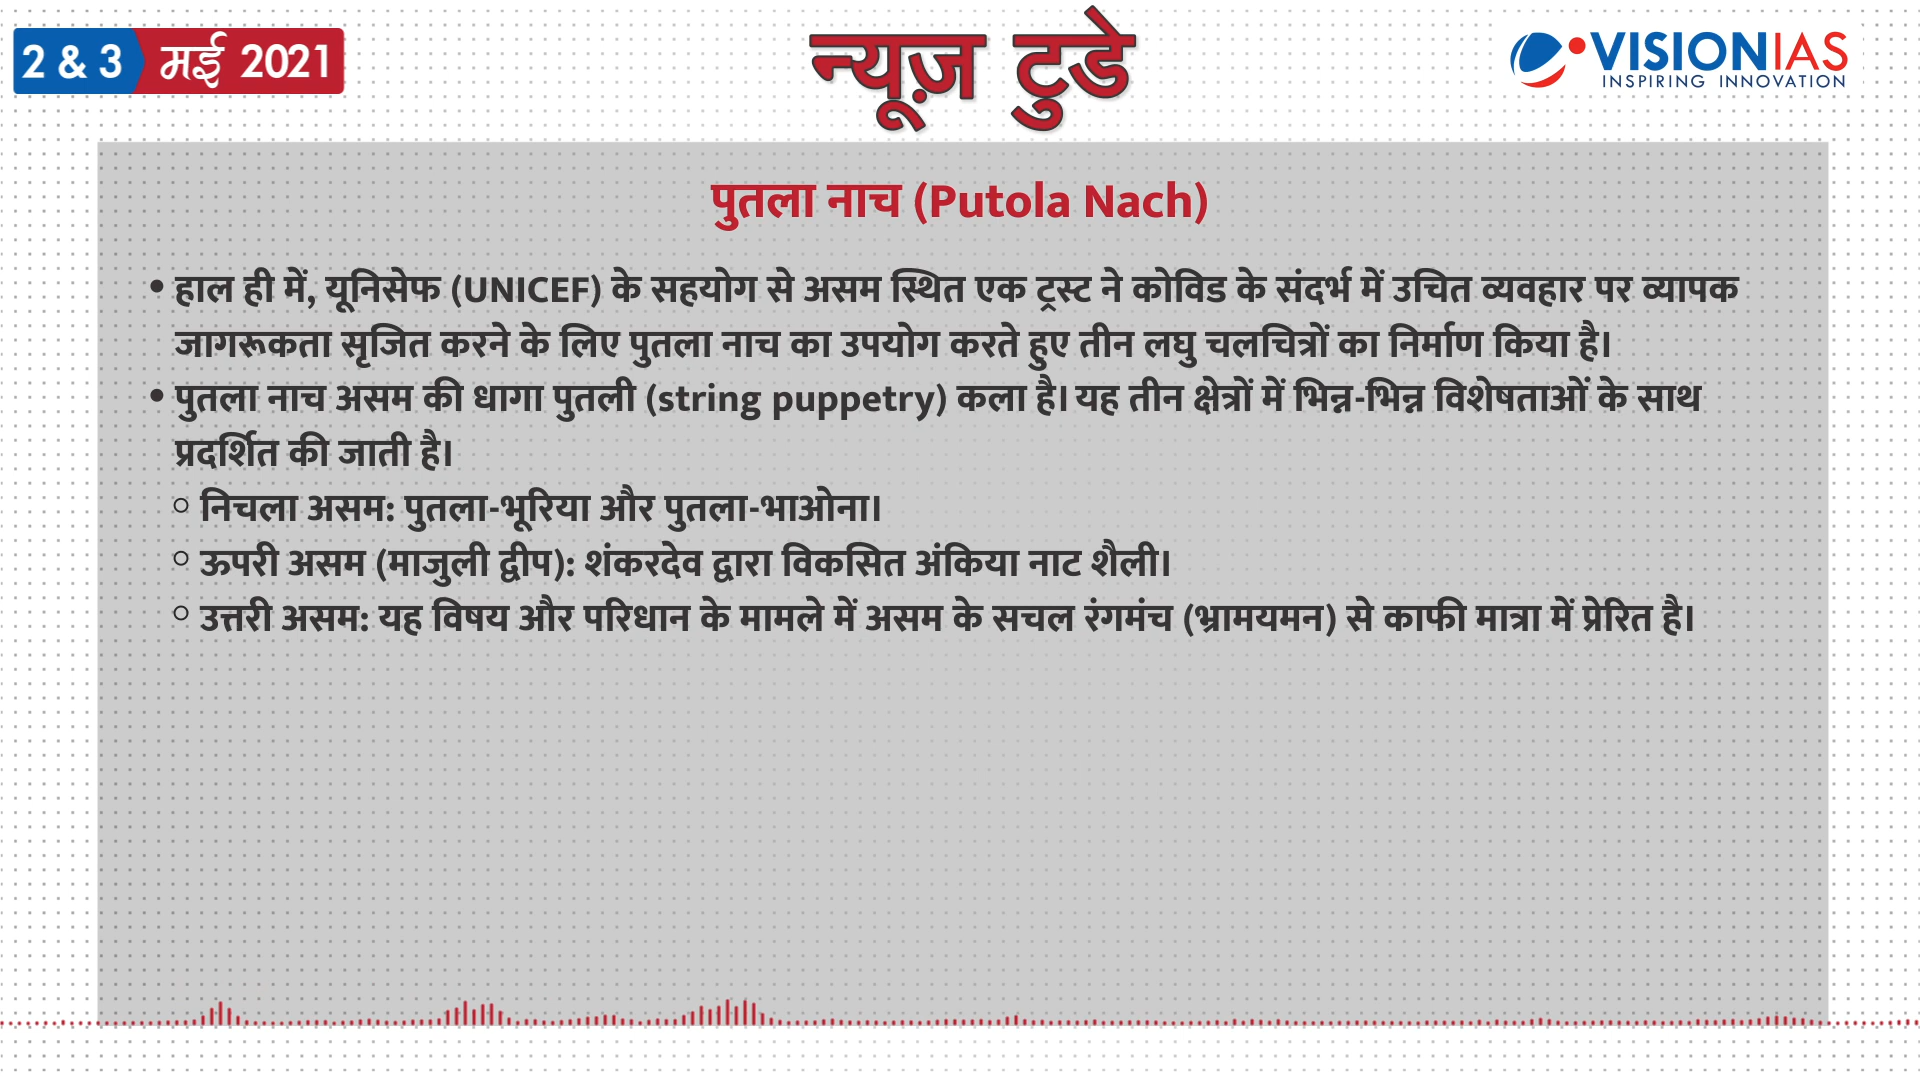 2 & 3 मई 2021
न्यूज़ टुडे
VISIONIAS
INSPIRING INNOVATION
पुतला नाच (Putola Nach)
• हाल ही में, यूनिसेफ (UNICEF) के सहयोग से असम स्थित एक ट्रस्ट ने कोविड के संदर्भ में उचित व्यवहार पर व्यापक
जागरूकता सृजित करने के लिए पुतला नाच का उपयोग करते हुए तीन लघु चलचित्रों का निर्माण किया है।
• पुतला नाच असम की धागा पुतली (string puppetry) कला है। यह तीन क्षेत्रों में भिन्न-भिन्न विशेषताओं के साथ
प्रदर्शित की जाती है।
○ निचला असम: पुतला-भूरिया और पुतला-भाओना।
○ ऊपरी असम (माजुली द्वीप): शंकरदेव द्वारा विकसित अंकिया नाट शैली।
○ उत्तरी असम: यह विषय और परिधान के मामले में असम के सचल रंगमंच (भ्रामयमन) से काफी मात्रा में प्रेरित है।